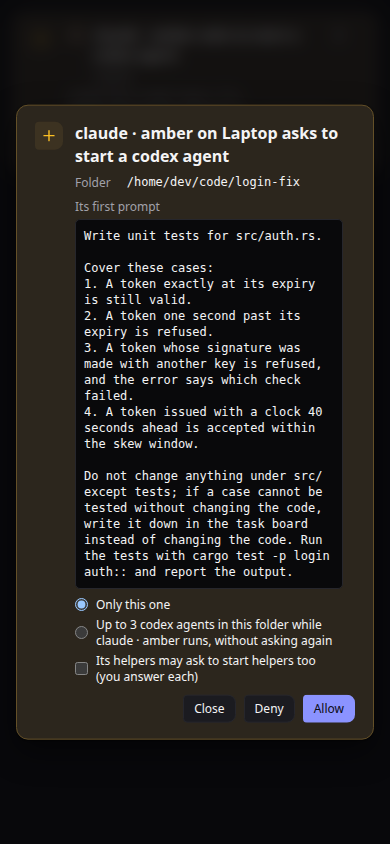 claude · amber on Laptop asks to
start a codex agent
Folder /home/dev/code/login-fix
Its first prompt
Write unit tests for src/auth.rs.
Cover these cases:
1. A token exactly at its expiry
is still valid.
2. A token one second past its
expiry is refused.
3. A token whose signature was
made with another key is refused,
and the error says which check
failed.
4. A token issued with a clock 40
seconds ahead is accepted within
the skew window.
Do not change anything under src/
except tests; if a case cannot be
tested without changing the code,
write it down in the task board
instead of changing the code. Run
the tests with cargo test -p login
auth:: and report the output.
Only this one
Up to 3 codex agents in this folder while
claude · amber runs, without asking again
Its helpers may ask to start helpers too
(you answer each)
Close Deny Allow